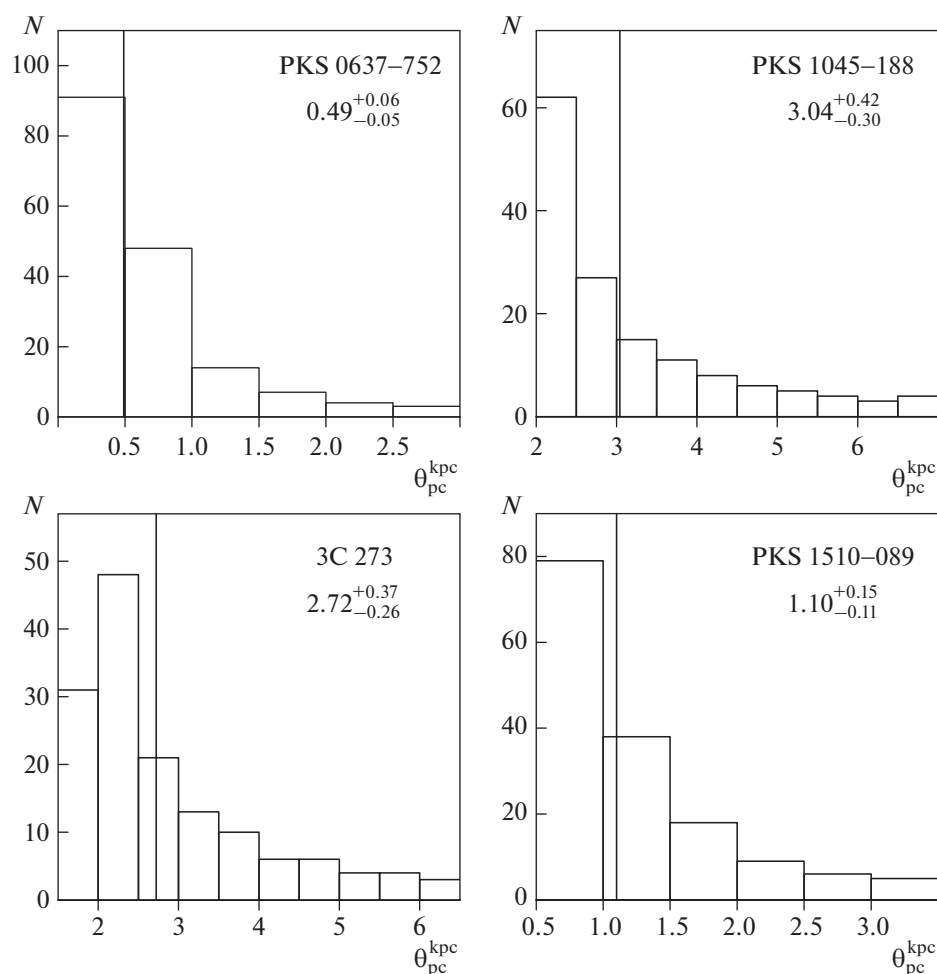 N
PKS 0637–752
0.49 +0.06 −0.05
100
80
60
40
20
0
0.5 1.0 1.5 2.0 2.5
θ kpc pc
N
PKS 1045–188
3.04 +0.42 −0.30
60
40
20
0
2 3 4 5 6
θ kpc pc
N
3C 273
2.72 +0.37 −0.26
50
40
30
20
10
0
2 3 4 5 6
θ kpc pc
N
PKS 1510–089
1.10 +0.15 −0.11
80
60
40
20
0
0.5 1.0 1.5 2.0 2.5 3.0
θ kpc pc